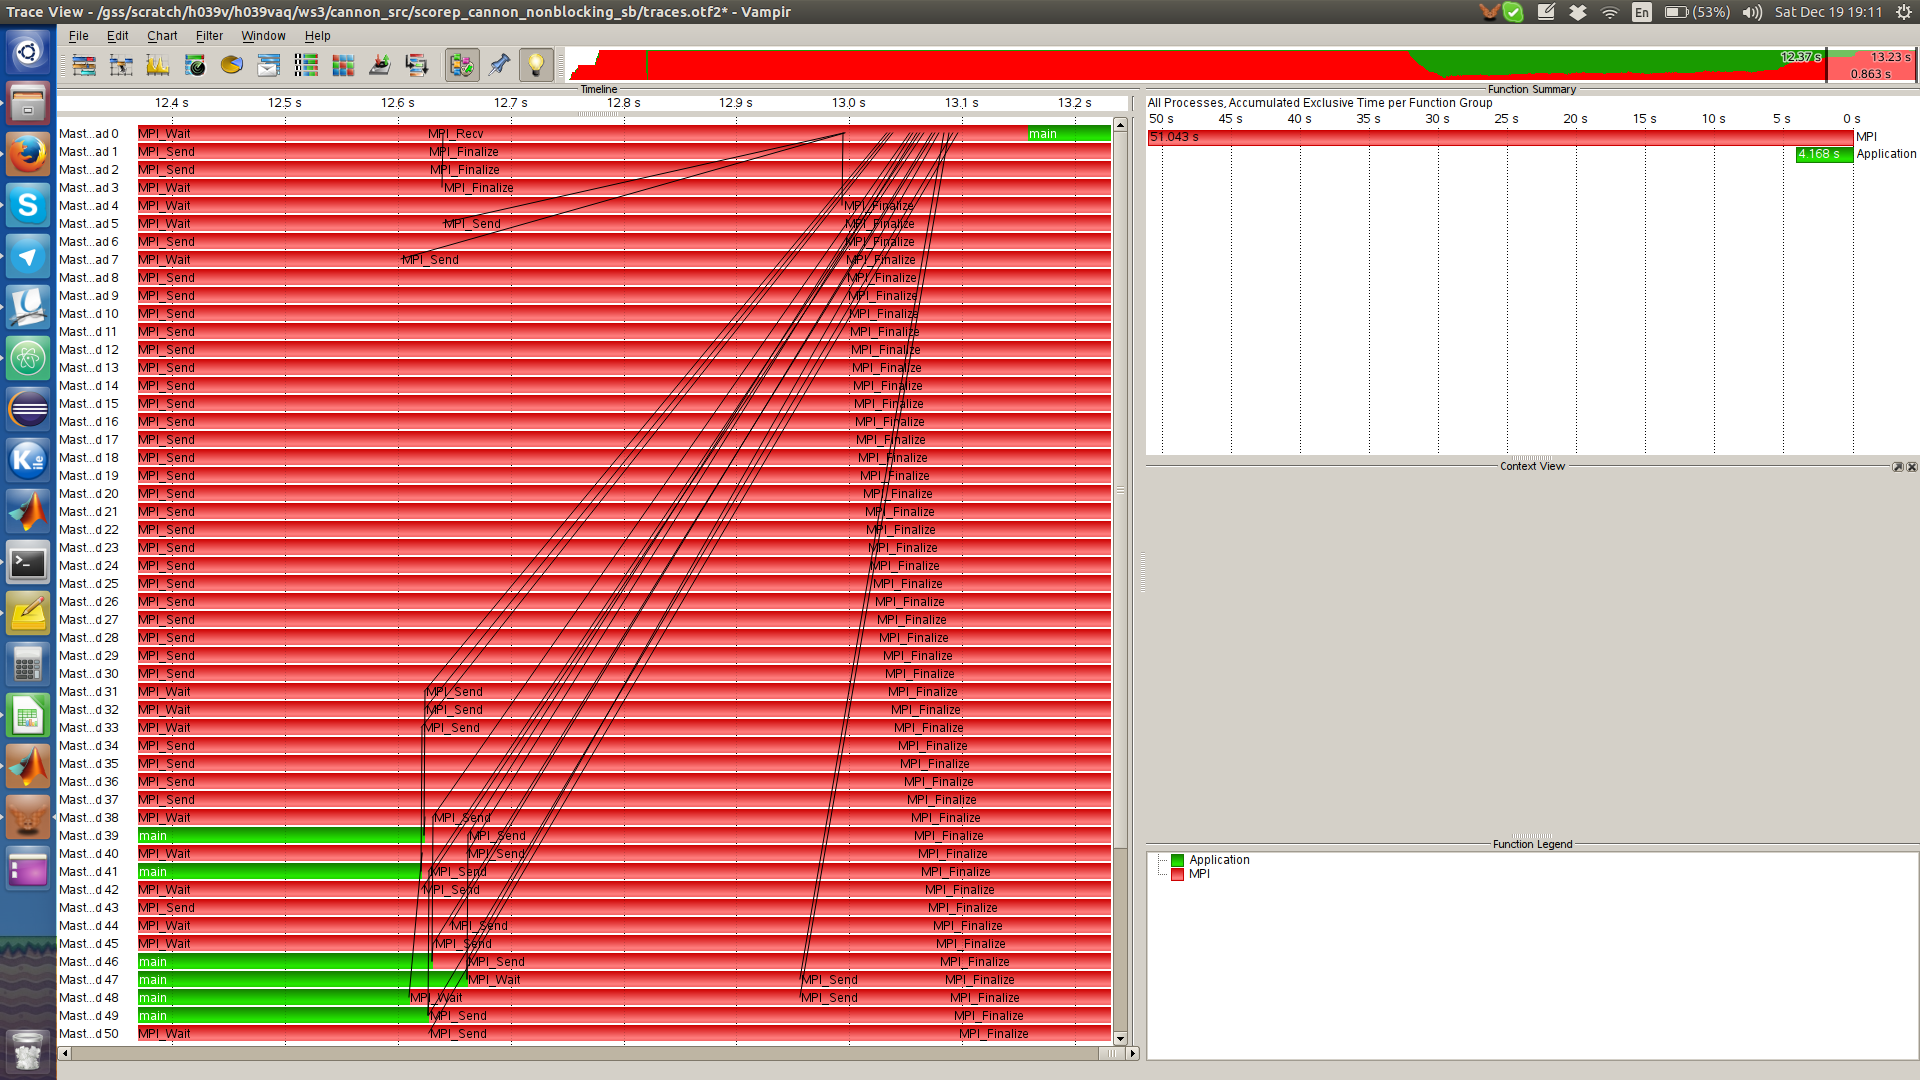 Trace View - /gss/scratch/h039v/h039vaq/ws3/cannon_src/scorep_cannon_nonblocking_sb/traces.otf2* - Vampir
En (53%) Sat Dec 19 19:11
File Edit Chart Filter Window Help
12.37 s 13.23 s
0.863 s
Timeline
12.4 s 12.5 s 12.6 s 12.7 s 12.8 s 12.9 s 13.0 s 13.1 s 13.2 s
Mast...ad 0 MPI_Wait MPI_Recv main
Mast...ad 1 MPI_Send MPI_Finalize
Mast...ad 2 MPI_Send MPI_Finalize
Mast...ad 3 MPI_Wait MPI_Finalize
Mast...ad 4 MPI_Wait MPI_Finalize
Mast...ad 5 MPI_Wait MPI_Send MPI_Finalize
Mast...ad 6 MPI_Send MPI_Finalize
Mast...ad 7 MPI_Wait MPI_Send MPI_Finalize
Mast...ad 8 MPI_Send MPI_Finalize
Mast...ad 9 MPI_Send MPI_Finalize
Mast...d 10 MPI_Send MPI_Finalize
Mast...d 11 MPI_Send MPI_Finalize
Mast...d 12 MPI_Send MPI_Finalize
Mast...d 13 MPI_Send MPI_Finalize
Mast...d 14 MPI_Send MPI_Finalize
Mast...d 15 MPI_Send MPI_Finalize
Mast...d 16 MPI_Send MPI_Finalize
Mast...d 17 MPI_Send MPI_Finalize
Mast...d 18 MPI_Send MPI_Finalize
Mast...d 19 MPI_Send MPI_Finalize
Mast...d 20 MPI_Send MPI_Finalize
Mast...d 21 MPI_Send MPI_Finalize
Mast...d 22 MPI_Send MPI_Finalize
Mast...d 23 MPI_Send MPI_Finalize
Mast...d 24 MPI_Send MPI_Finalize
Mast...d 25 MPI_Send MPI_Finalize
Mast...d 26 MPI_Send MPI_Finalize
Mast...d 27 MPI_Send MPI_Finalize
Mast...d 28 MPI_Send MPI_Finalize
Mast...d 29 MPI_Send MPI_Finalize
Mast...d 30 MPI_Send MPI_Finalize
Mast...d 31 MPI_Wait MPI_Send MPI_Finalize
Mast...d 32 MPI_Wait MPI_Send MPI_Finalize
Mast...d 33 MPI_Wait MPI_Send MPI_Finalize
Mast...d 34 MPI_Send MPI_Finalize
Mast...d 35 MPI_Send MPI_Finalize
Mast...d 36 MPI_Send MPI_Finalize
Mast...d 37 MPI_Send MPI_Finalize
Mast...d 38 MPI_Wait MPI_Send MPI_Finalize
Mast...d 39 main MPI_Send MPI_Finalize
Mast...d 40 MPI_Wait MPI_Send MPI_Finalize
Mast...d 41 main MPI_Send MPI_Finalize
Mast...d 42 MPI_Wait MPI_Send MPI_Finalize
Mast...d 43 MPI_Send MPI_Finalize
Mast...d 44 MPI_Wait MPI_Send MPI_Finalize
Mast...d 45 MPI_Wait MPI_Send MPI_Finalize
Mast...d 46 main MPI_Send MPI_Finalize
Mast...d 47 main MPI_Wait MPI_Send MPI_Finalize
Mast...d 48 main MPI_Wait MPI_Send MPI_Finalize
Mast...d 49 main MPI_Send MPI_Finalize
Mast...d 50 MPI_Wait MPI_Send MPI_Finalize
Function Summary
All Processes, Accumulated Exclusive Time per Function Group
50 s 45 s 40 s 35 s 30 s 25 s 20 s 15 s 10 s 5 s 0 s
51.043 s MPI
4.168 s Application
Context View
Function Legend
Application
MPI